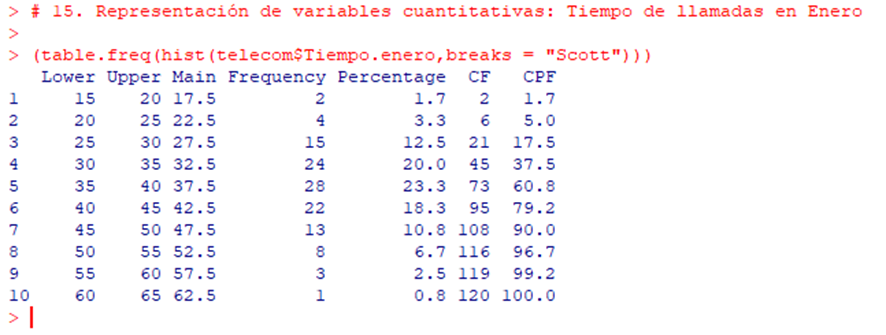 > # 15. Representación de variables cuantitativas: Tiempo de llamadas en Enero
>
> (table.freq(hist(telecom$Tiempo.enero,breaks = "Scott")))
Lower Upper Main Frequency Percentage CF CPF
1 15 20 17.5 2 1.7 2 1.7
2 20 25 22.5 4 3.3 6 5.0
3 25 30 27.5 15 12.5 21 17.5
4 30 35 32.5 24 20.0 45 37.5
5 35 40 37.5 28 23.3 73 60.8
6 40 45 42.5 22 18.3 95 79.2
7 45 50 47.5 13 10.8 108 90.0
8 50 55 52.5 8 6.7 116 96.7
9 55 60 57.5 3 2.5 119 99.2
10 60 65 62.5 1 0.8 120 100.0
>